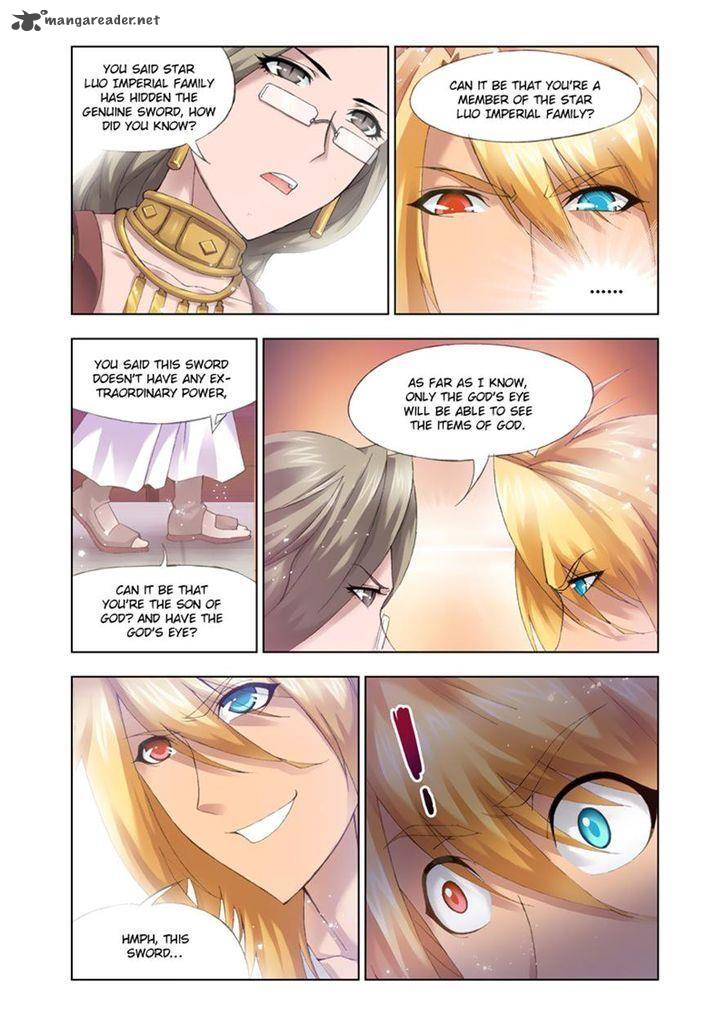 mangareader.net
YOU SAID STAR
LUO IMPERIAL FAMILY
HAS HIDDEN THE
GENUINE SWORD, HOW
DID YOU KNOW?
CAN IT BE THAT YOU'RE A
MEMBER OF THE STAR
LUO IMPERIAL FAMILY?
......
YOU SAID THIS SWORD
DOESN'T HAVE ANY EX-
TRAORDINARY POWER,
CAN IT BE THAT
YOU'RE THE SON OF
GOD? AND HAVE THE
GOD'S EYE?
AS FAR AS I KNOW,
ONLY THE GOD'S EYE
WILL BE ABLE TO SEE
THE ITEMS OF GOD.
HMPH, THIS
SWORD...
!